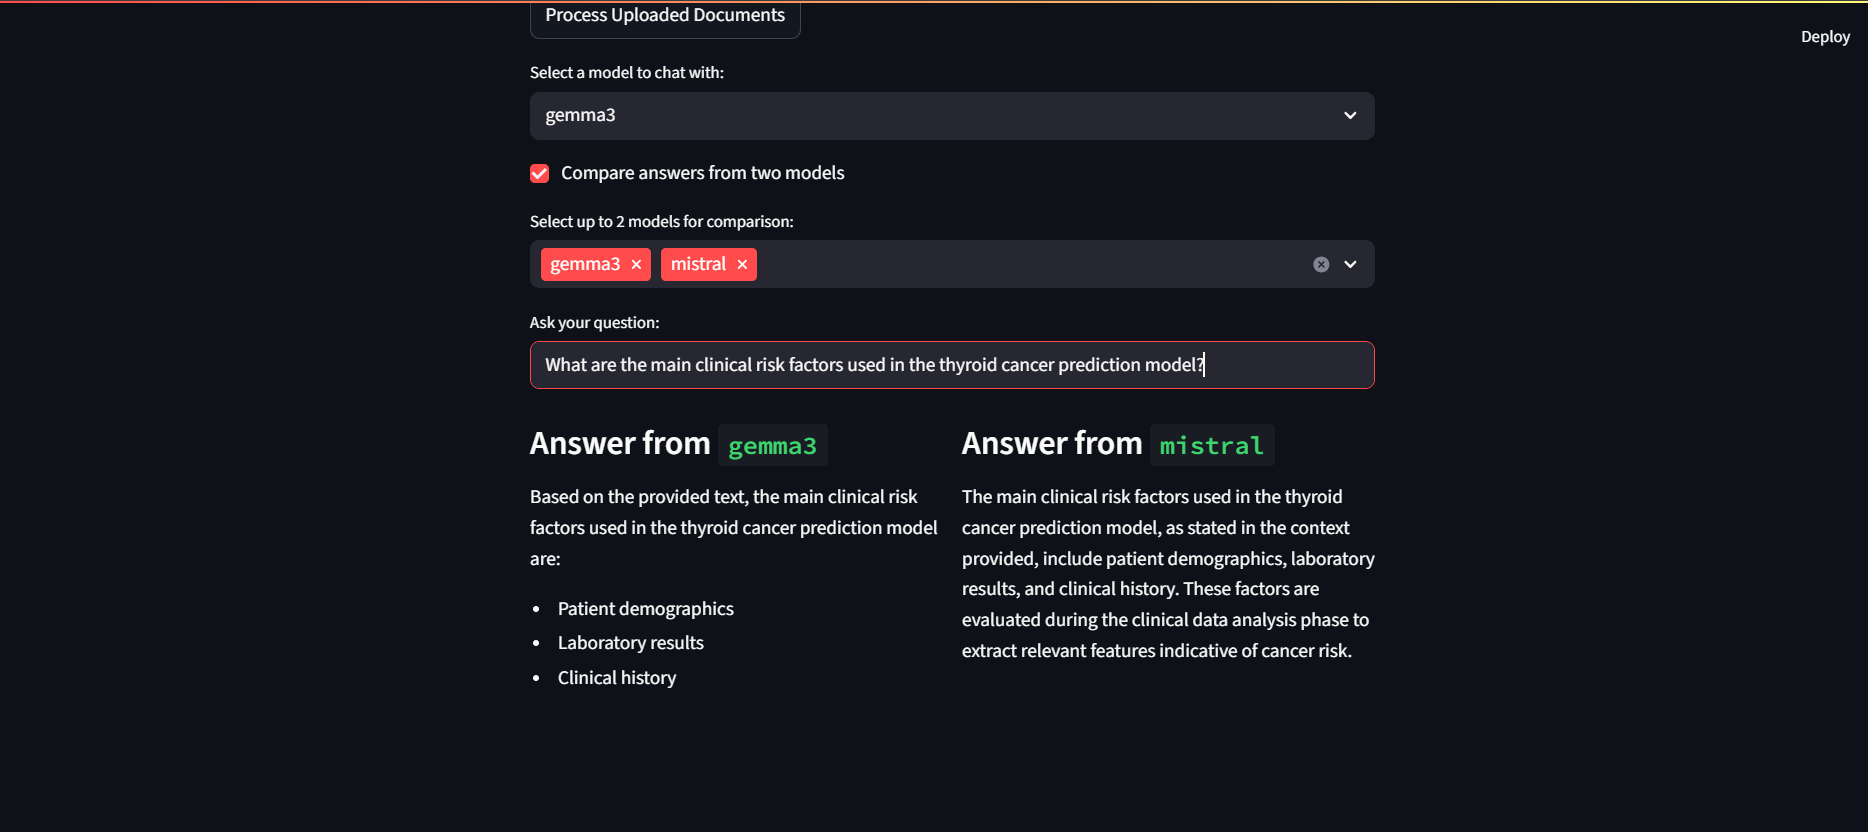 Process Uploaded Documents
Deploy
Select a model to chat with:
gemma3
Compare answers from two models
Select up to 2 models for comparison:
gemma3 × mistral ×
Ask your question:
What are the main clinical risk factors used in the thyroid cancer prediction model?
Answer from gemma3
Based on the provided text, the main clinical risk
factors used in the thyroid cancer prediction model
are:
• Patient demographics
• Laboratory results
• Clinical history
Answer from mistral
The main clinical risk factors used in the thyroid
cancer prediction model, as stated in the context
provided, include patient demographics, laboratory
results, and clinical history. These factors are
evaluated during the clinical data analysis phase to
extract relevant features indicative of cancer risk.